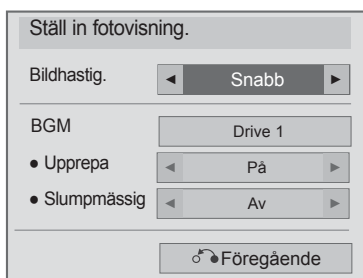 Ställ in fotovisning.
Bildhastig. ◄ Snabb ►
BGM Drive 1
● Upprepa ◄ På ►
● Slumpmässig ◄ Av ►
Föregående